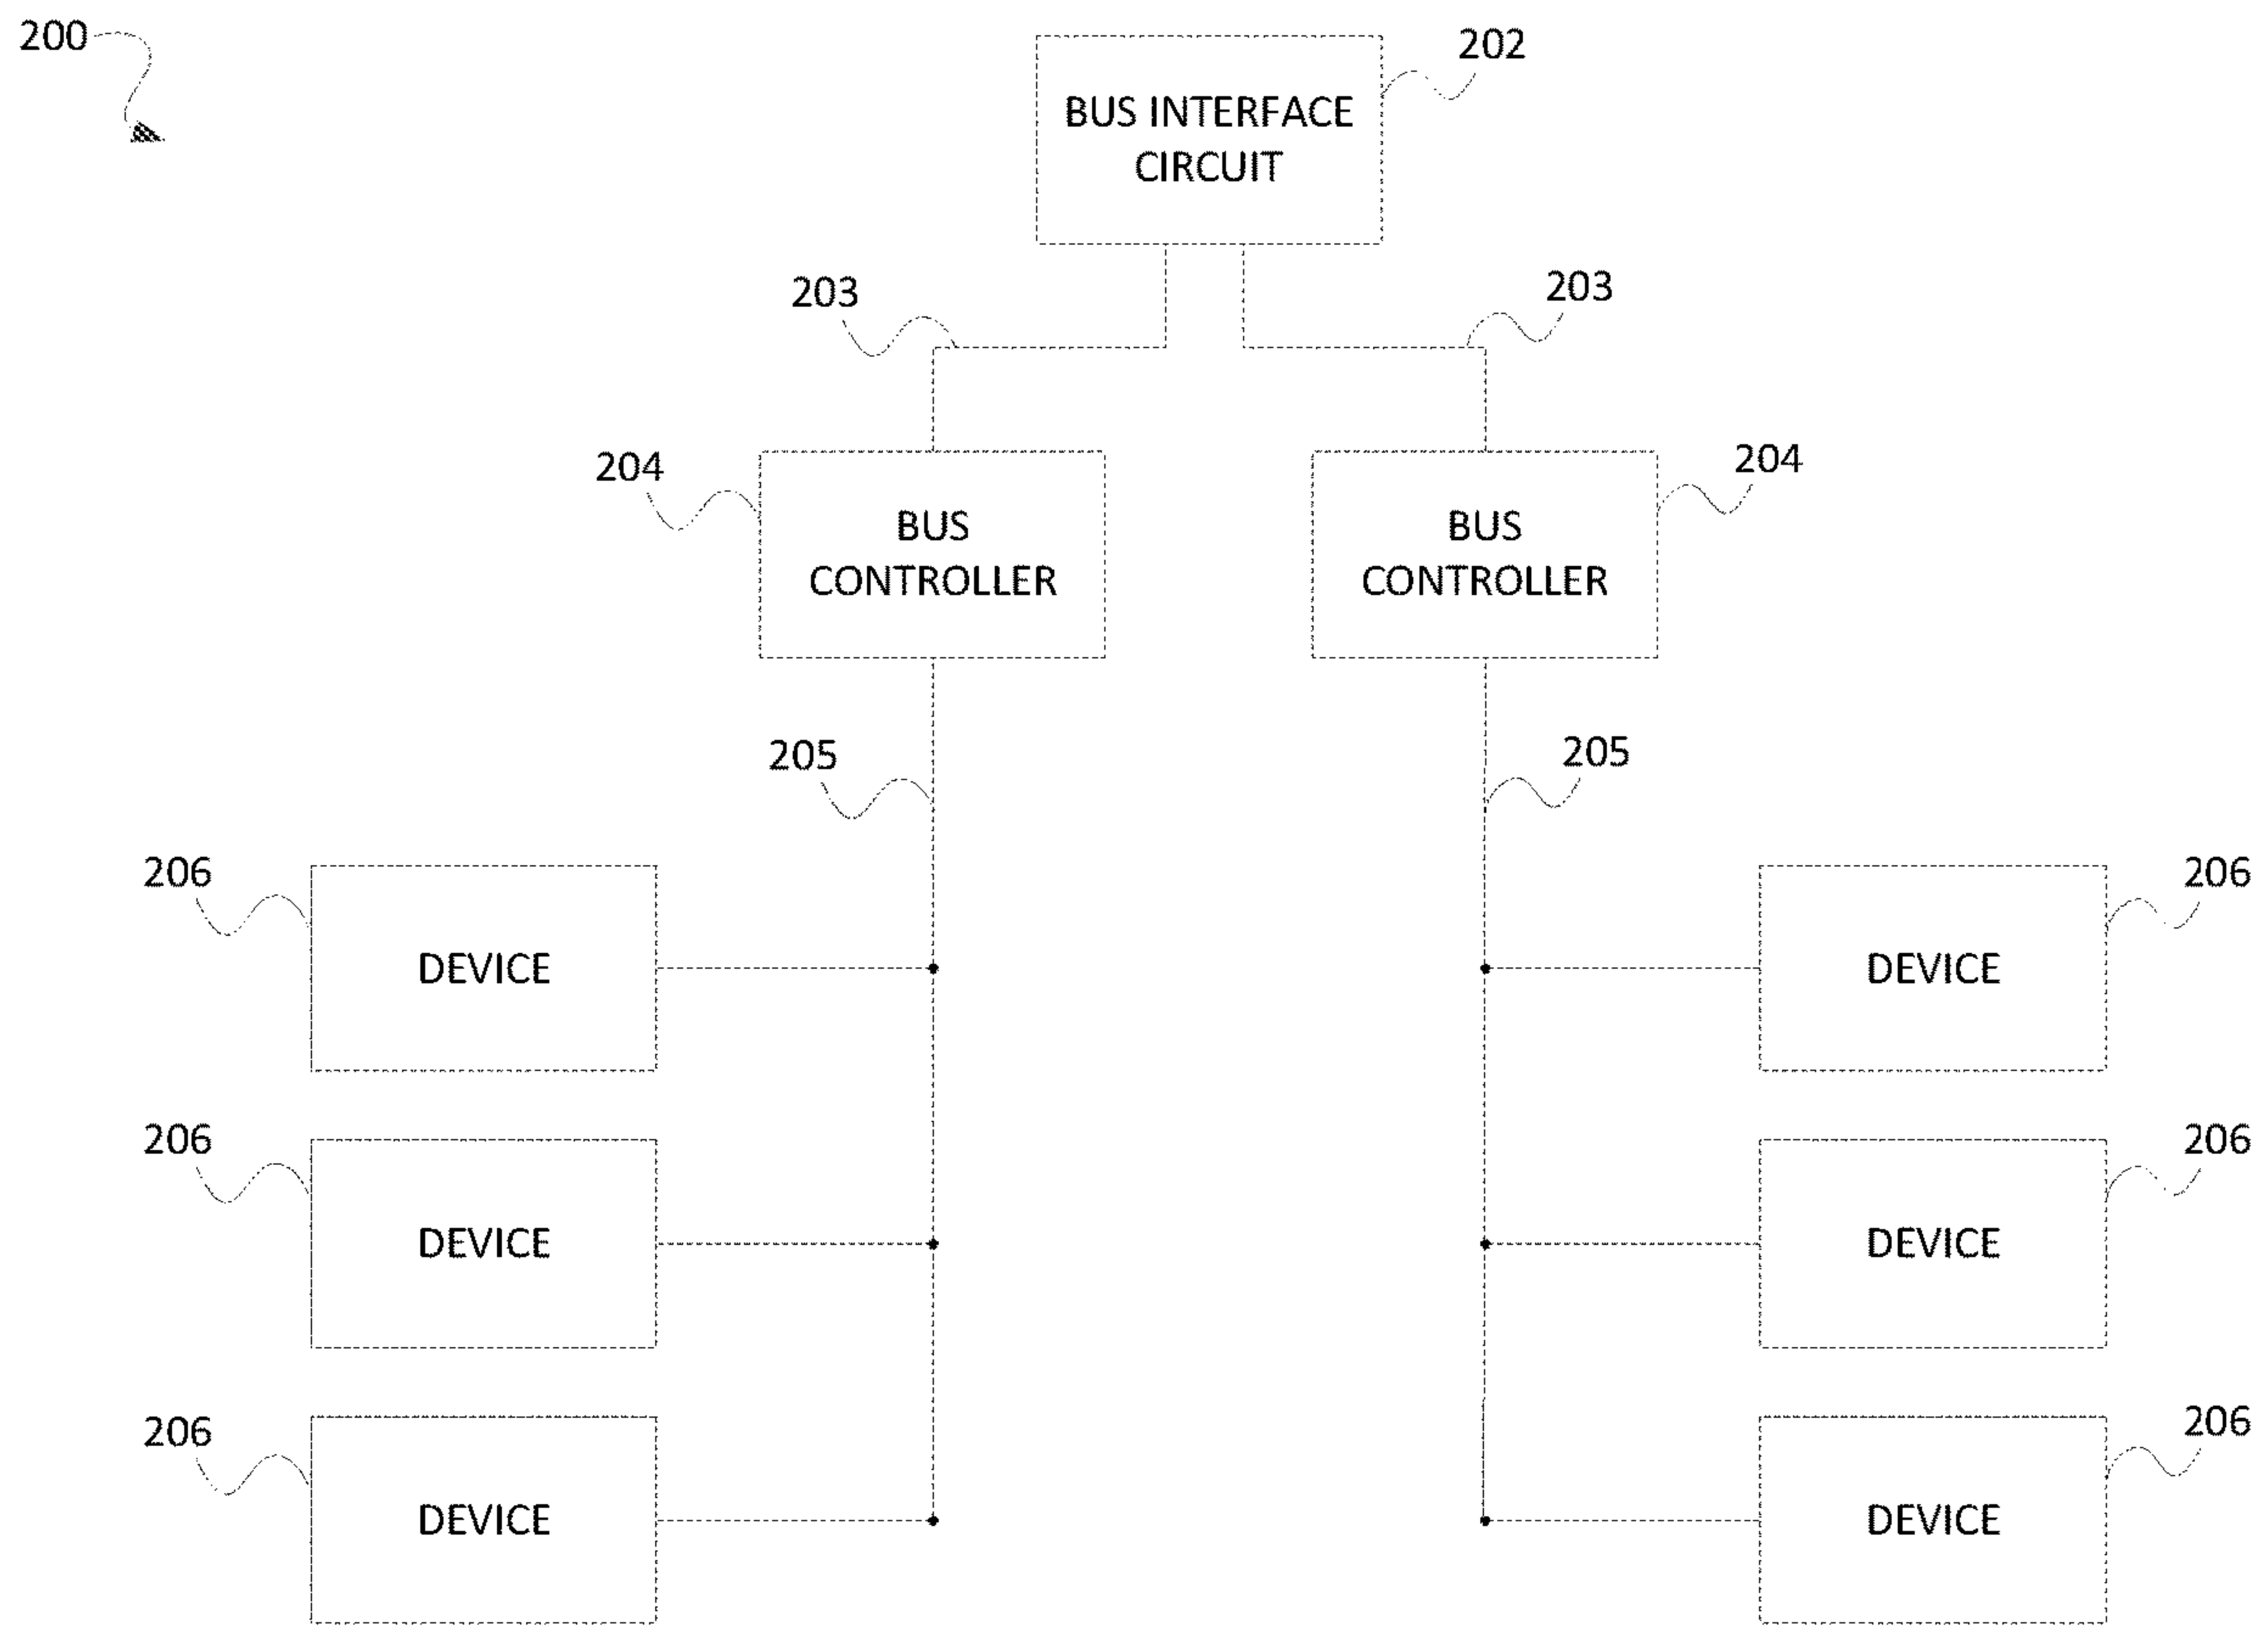 200
202
BUS INTERFACE
CIRCUIT
203
203
204
204
BUS
CONTROLLER
BUS
CONTROLLER
205
205
206
206
DEVICE
DEVICE
206
206
DEVICE
DEVICE
206
206
DEVICE
DEVICE